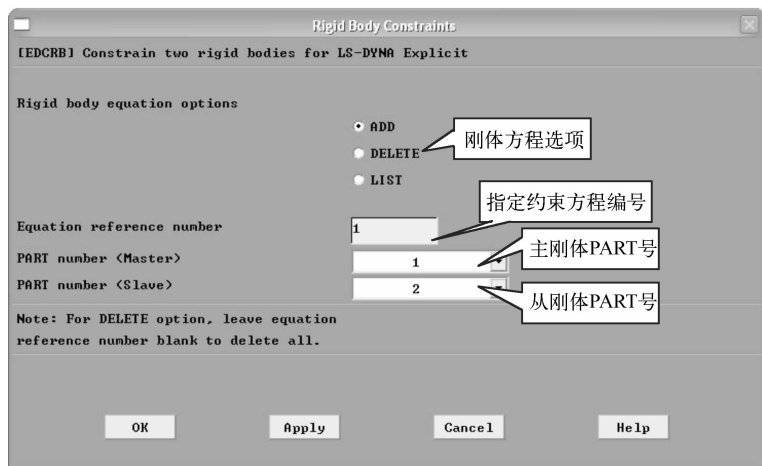 Rigid Body Constraints
[EDCRB] Constrain two rigid bodies for LS-DYNA Explicit
Rigid body equation options
ADD
刚体方程选项
DELETE
LIST
指定约束方程编号
Equation reference number
1
主刚体PART号
PART number (Master)
1
PART number (Slave)
2
从刚体PART号
Note: For DELETE option, leave equation
reference number blank to delete all.
OK
Apply
Cancel
Help